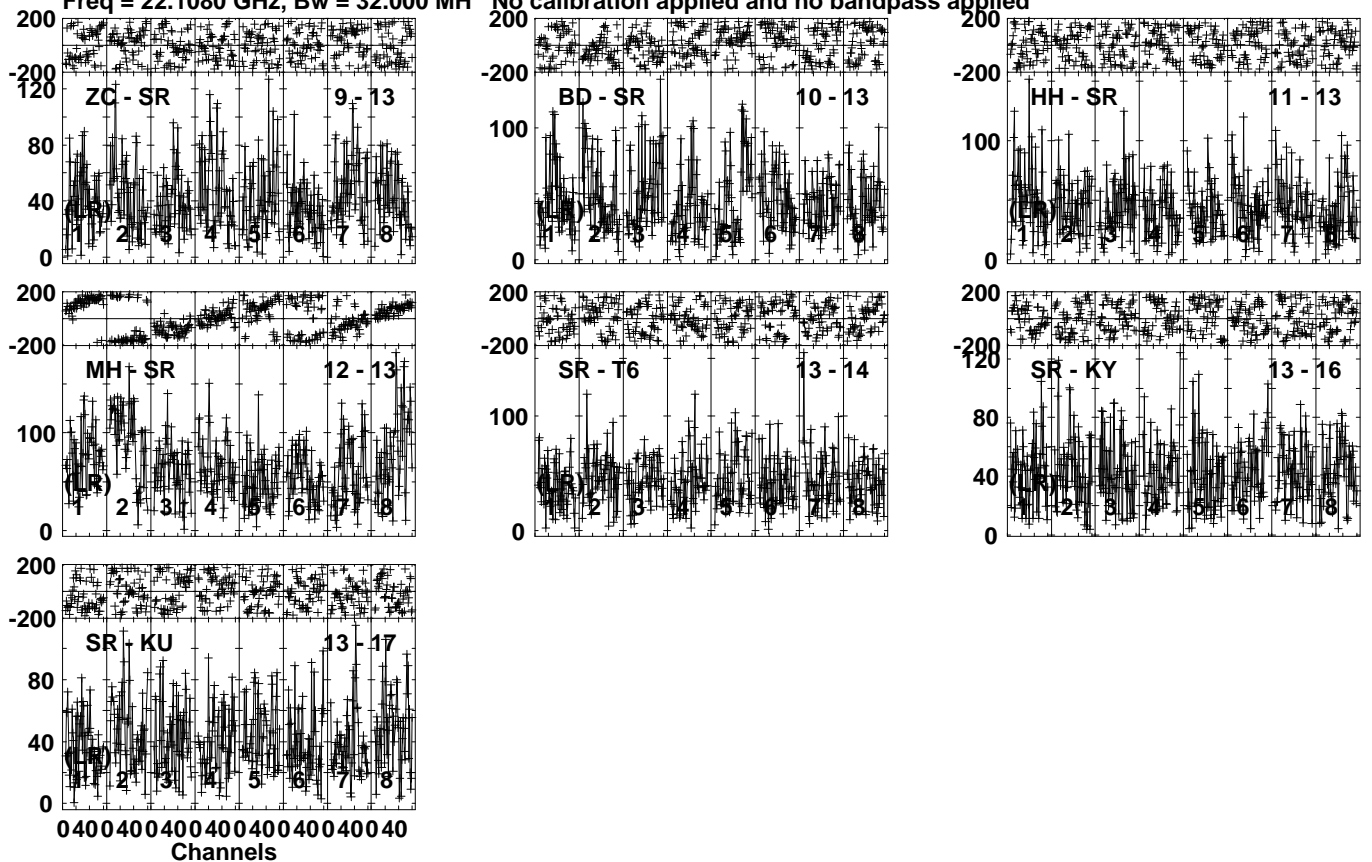 Freq = 22.1080 GHz, Bw = 32.000 MH No calibration applied and no bandpass applied
200
-200
120
80
40
0
ZC - SR 9 - 13
(LR)
1 2 3 4 5 6 7 8
200
-200
100
0
BD - SR 10 - 13
(LR)
1 2 3 4 5 6 7 8
200
-200
100
0
HH - SR 11 - 13
(LR)
1 2 3 4 5 6 7 8
200
-200
100
0
MH - SR 12 - 13
(LR)
1 2 3 4 5 6 7 8
200
-200
100
0
SR - T6 13 - 14
(LR)
1 2 3 4 5 6 7 8
200
-200
120
80
40
0
SR - KY 13 - 16
(LR)
1 2 3 4 5 6 7 8
200
-200
80
40
0
SR - KU 13 - 17
(LR)
1 2 3 4 5 6 7 8
0 40 0 40 0 40 0 40 0 40 0 40 0 40 0 40
Channels